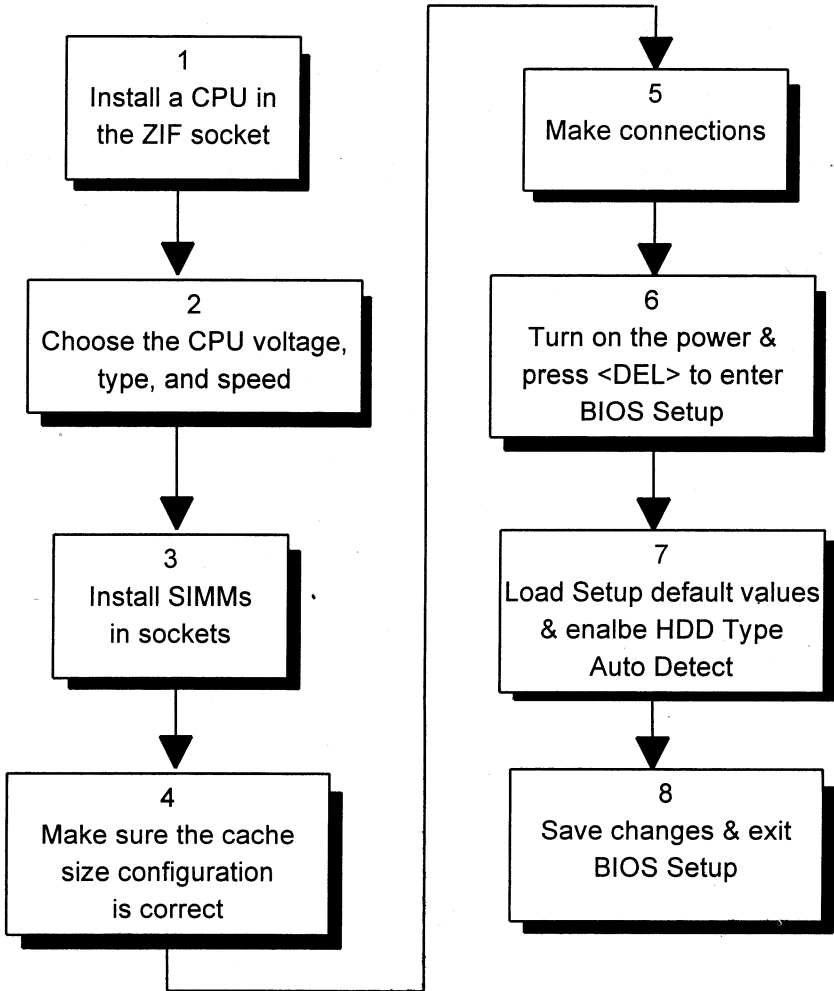 1
Install a CPU in
the ZIF socket
2
Choose the CPU voltage,
type, and speed
3
Install SIMMs
in sockets
4
Make sure the cache
size configuration
is correct
5
Make connections
6
Turn on the power &
press <DEL> to enter
BIOS Setup
7
Load Setup default values
& enalbe HDD Type
Auto Detect
8
Save changes & exit
BIOS Setup